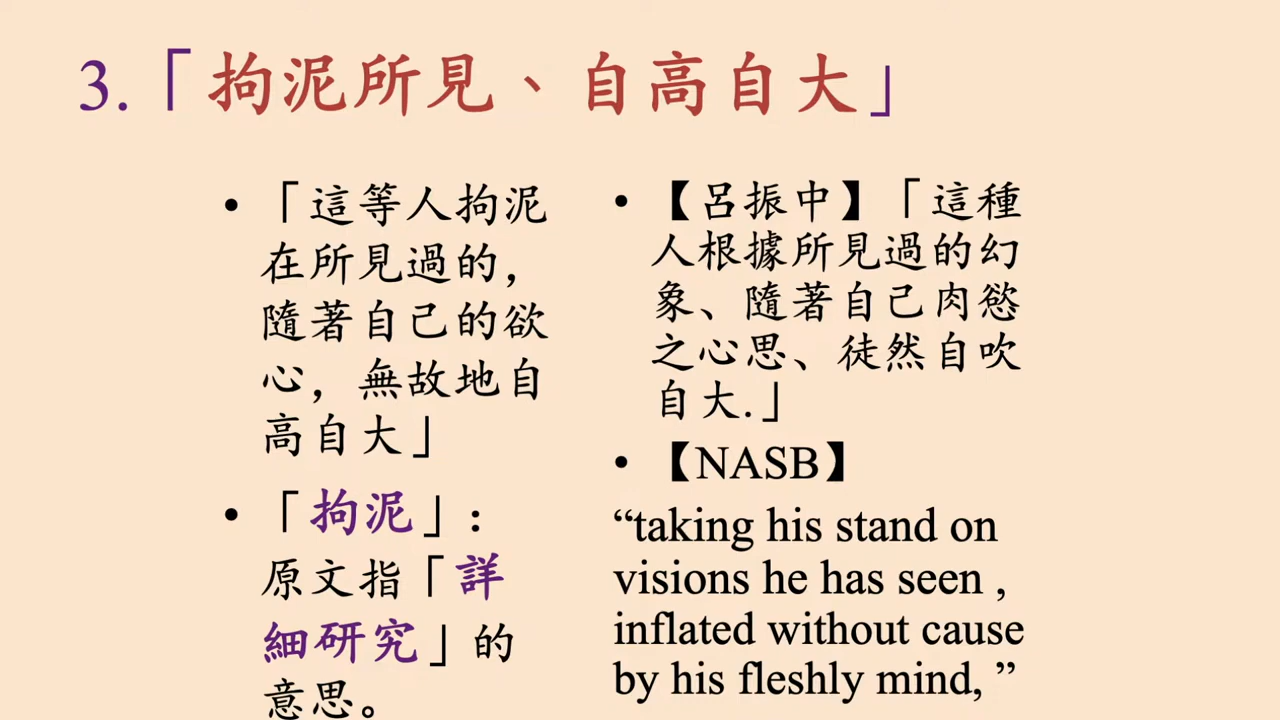 3.「拘泥所見、自高自大」
•「這等人拘泥
在所見過的,
隨著自己的欲
心,無故地自
高自大」
•「拘泥」:
原文指「詳
細研究」的
意思。
•【呂振中】「這種
人根據所見過的幻
象、隨著自己肉慾
之心思、徒然自吹
自大.」
•【NASB】
“taking his stand on
visions he has seen ,
inflated without cause
by his fleshly mind, ”